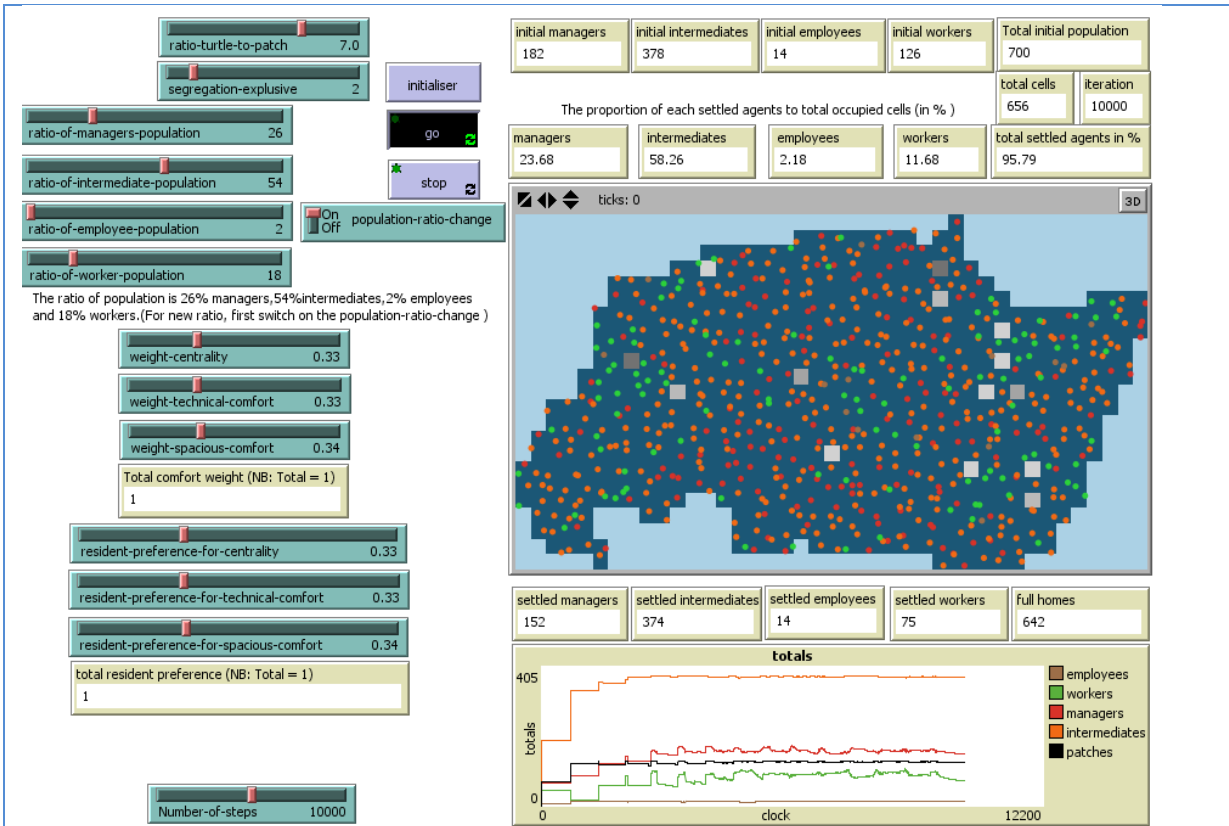 ratio-turtle-to-patch 7.0
segregation-explusive 2
initialiser
ratio-of-managers-population 26
go
ratio-of-intermediate-population 54
stop
ratio-of-employee-population 2
On
Off
population-ratio-change
ratio-of-worker-population 18
The ratio of population is 26% managers,54%intermediates,2% employees
and 18% workers.(For new ratio, first switch on the population-ratio-change )
weight-centrality 0.33
weight-technical-comfort 0.33
weight-spacious-comfort 0.34
Total comfort weight (NB: Total = 1)
1
resident-preference-for-centrality 0.33
resident-preference-for-technical-comfort 0.33
resident-preference-for-spacious-comfort 0.34
total resident preference (NB: Total = 1)
1
Number-of-steps 10000
initial managers
182
initial intermediates
378
initial employees
14
initial workers
126
Total initial population
700
total cells
656
iteration
10000
The proportion of each settled agents to total occupied cells (in % )
managers
23.68
intermediates
58.26
employees
2.18
workers
11.68
total settled agents in %
95.79
ticks: 0
3D
settled managers
152
settled intermediates
374
settled employees
14
settled workers
75
full homes
642
totals
405
totals
0
0
clock
12200
employees
workers
managers
intermediates
patches